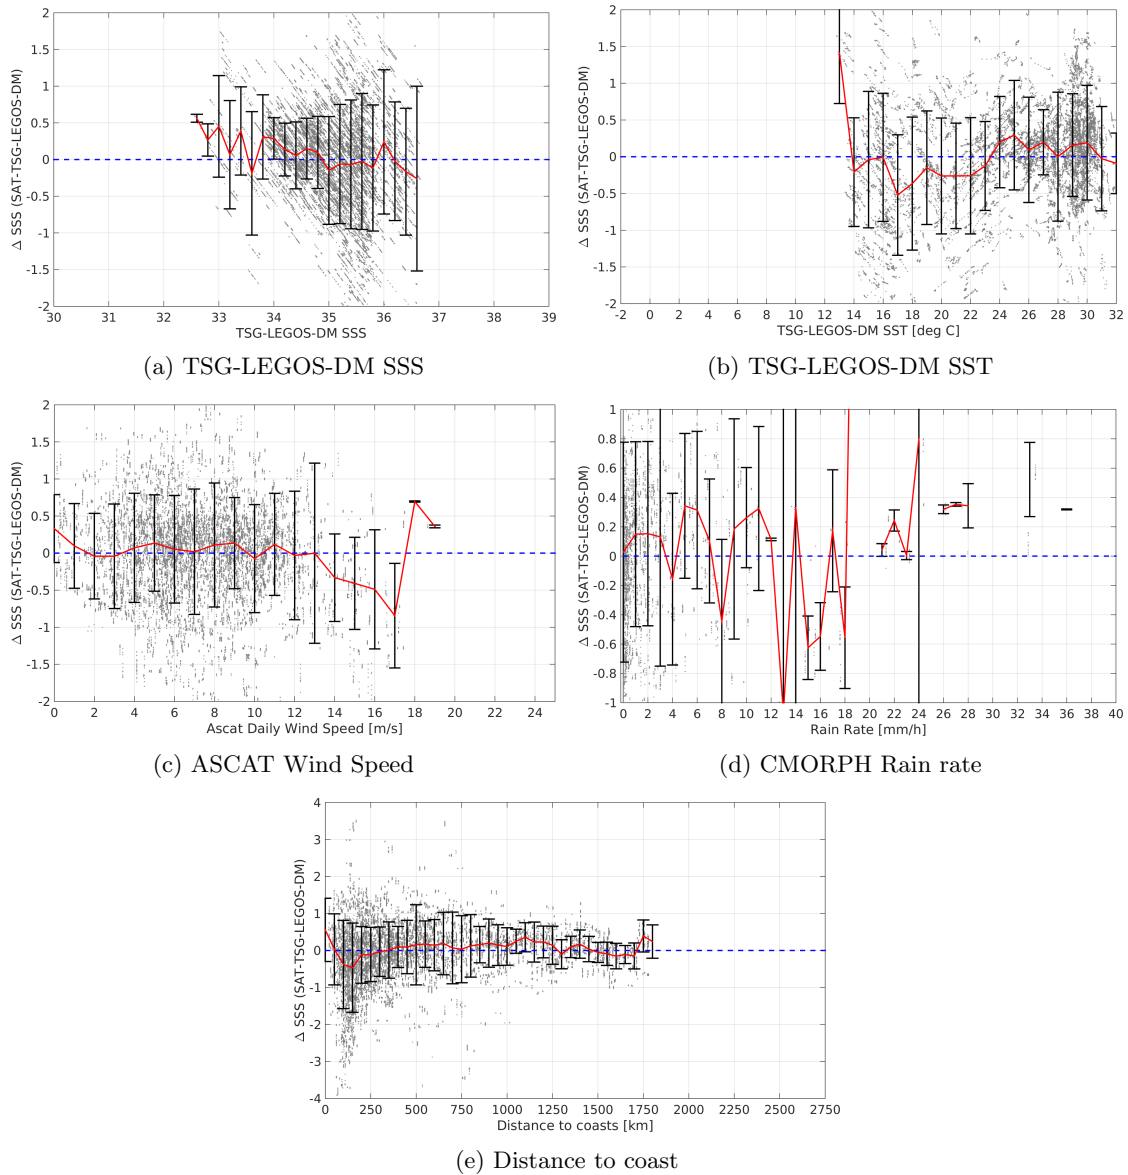 Δ SSS (SAT-TSG-LEGOS-DM)
2
1.5
1
0.5
0
-0.5
-1
-1.5
-2
30 31 32 33 34 35 36 37 38 39
TSG-LEGOS-DM SSS
(a) TSG-LEGOS-DM SSS
Δ SSS (SAT-TSG-LEGOS-DM)
2
1.5
1
0.5
0
-0.5
-1
-1.5
-2
-2 0 2 4 6 8 10 12 14 16 18 20 22 24 26 28 30 32
TSG-LEGOS-DM SST [deg C]
(b) TSG-LEGOS-DM SST
Δ SSS (SAT-TSG-LEGOS-DM)
2
1.5
1
0.5
0
-0.5
-1
-1.5
-2
0 2 4 6 8 10 12 14 16 18 20 22 24
Ascat Daily Wind Speed [m/s]
(c) ASCAT Wind Speed
Δ SSS (SAT-TSG-LEGOS-DM)
1
0.8
0.6
0.4
0.2
0
-0.2
-0.4
-0.6
-0.8
-1
0 2 4 6 8 10 12 14 16 18 20 22 24 26 28 30 32 34 36 38 40
Rain Rate [mm/h]
(d) CMORPH Rain rate
Δ SSS (SAT-TSG-LEGOS-DM)
4
3
2
1
0
-1
-2
-3
-4
0 250 500 750 1000 1250 1500 1750 2000 2250 2500 2750
Distance to coasts [km]
(e) Distance to coast